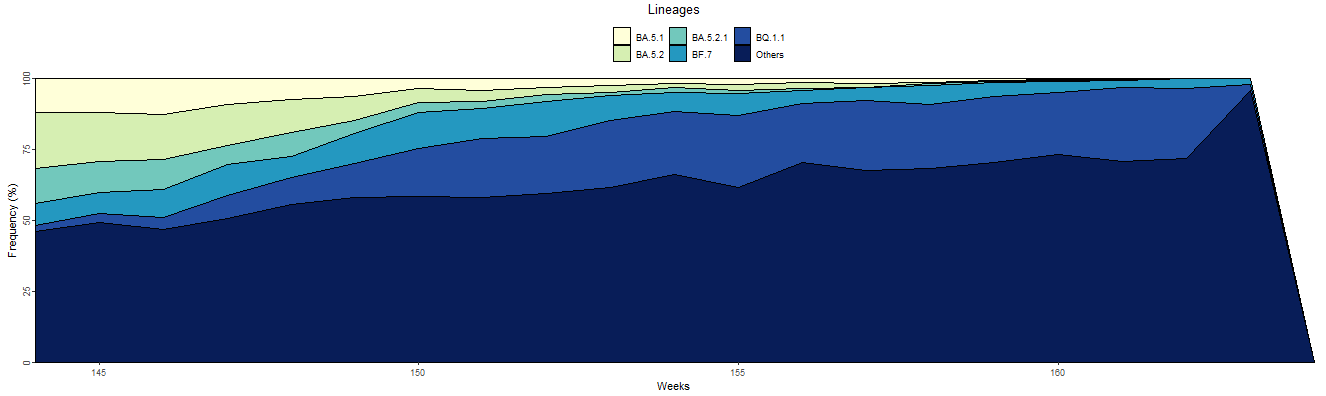 Lineages
BA.5.1 BA.5.2.1 BQ.1.1
BA.5.2 BF.7 Others
Frequency (%)
100
75
50
25
0
145 150 155 160
Weeks